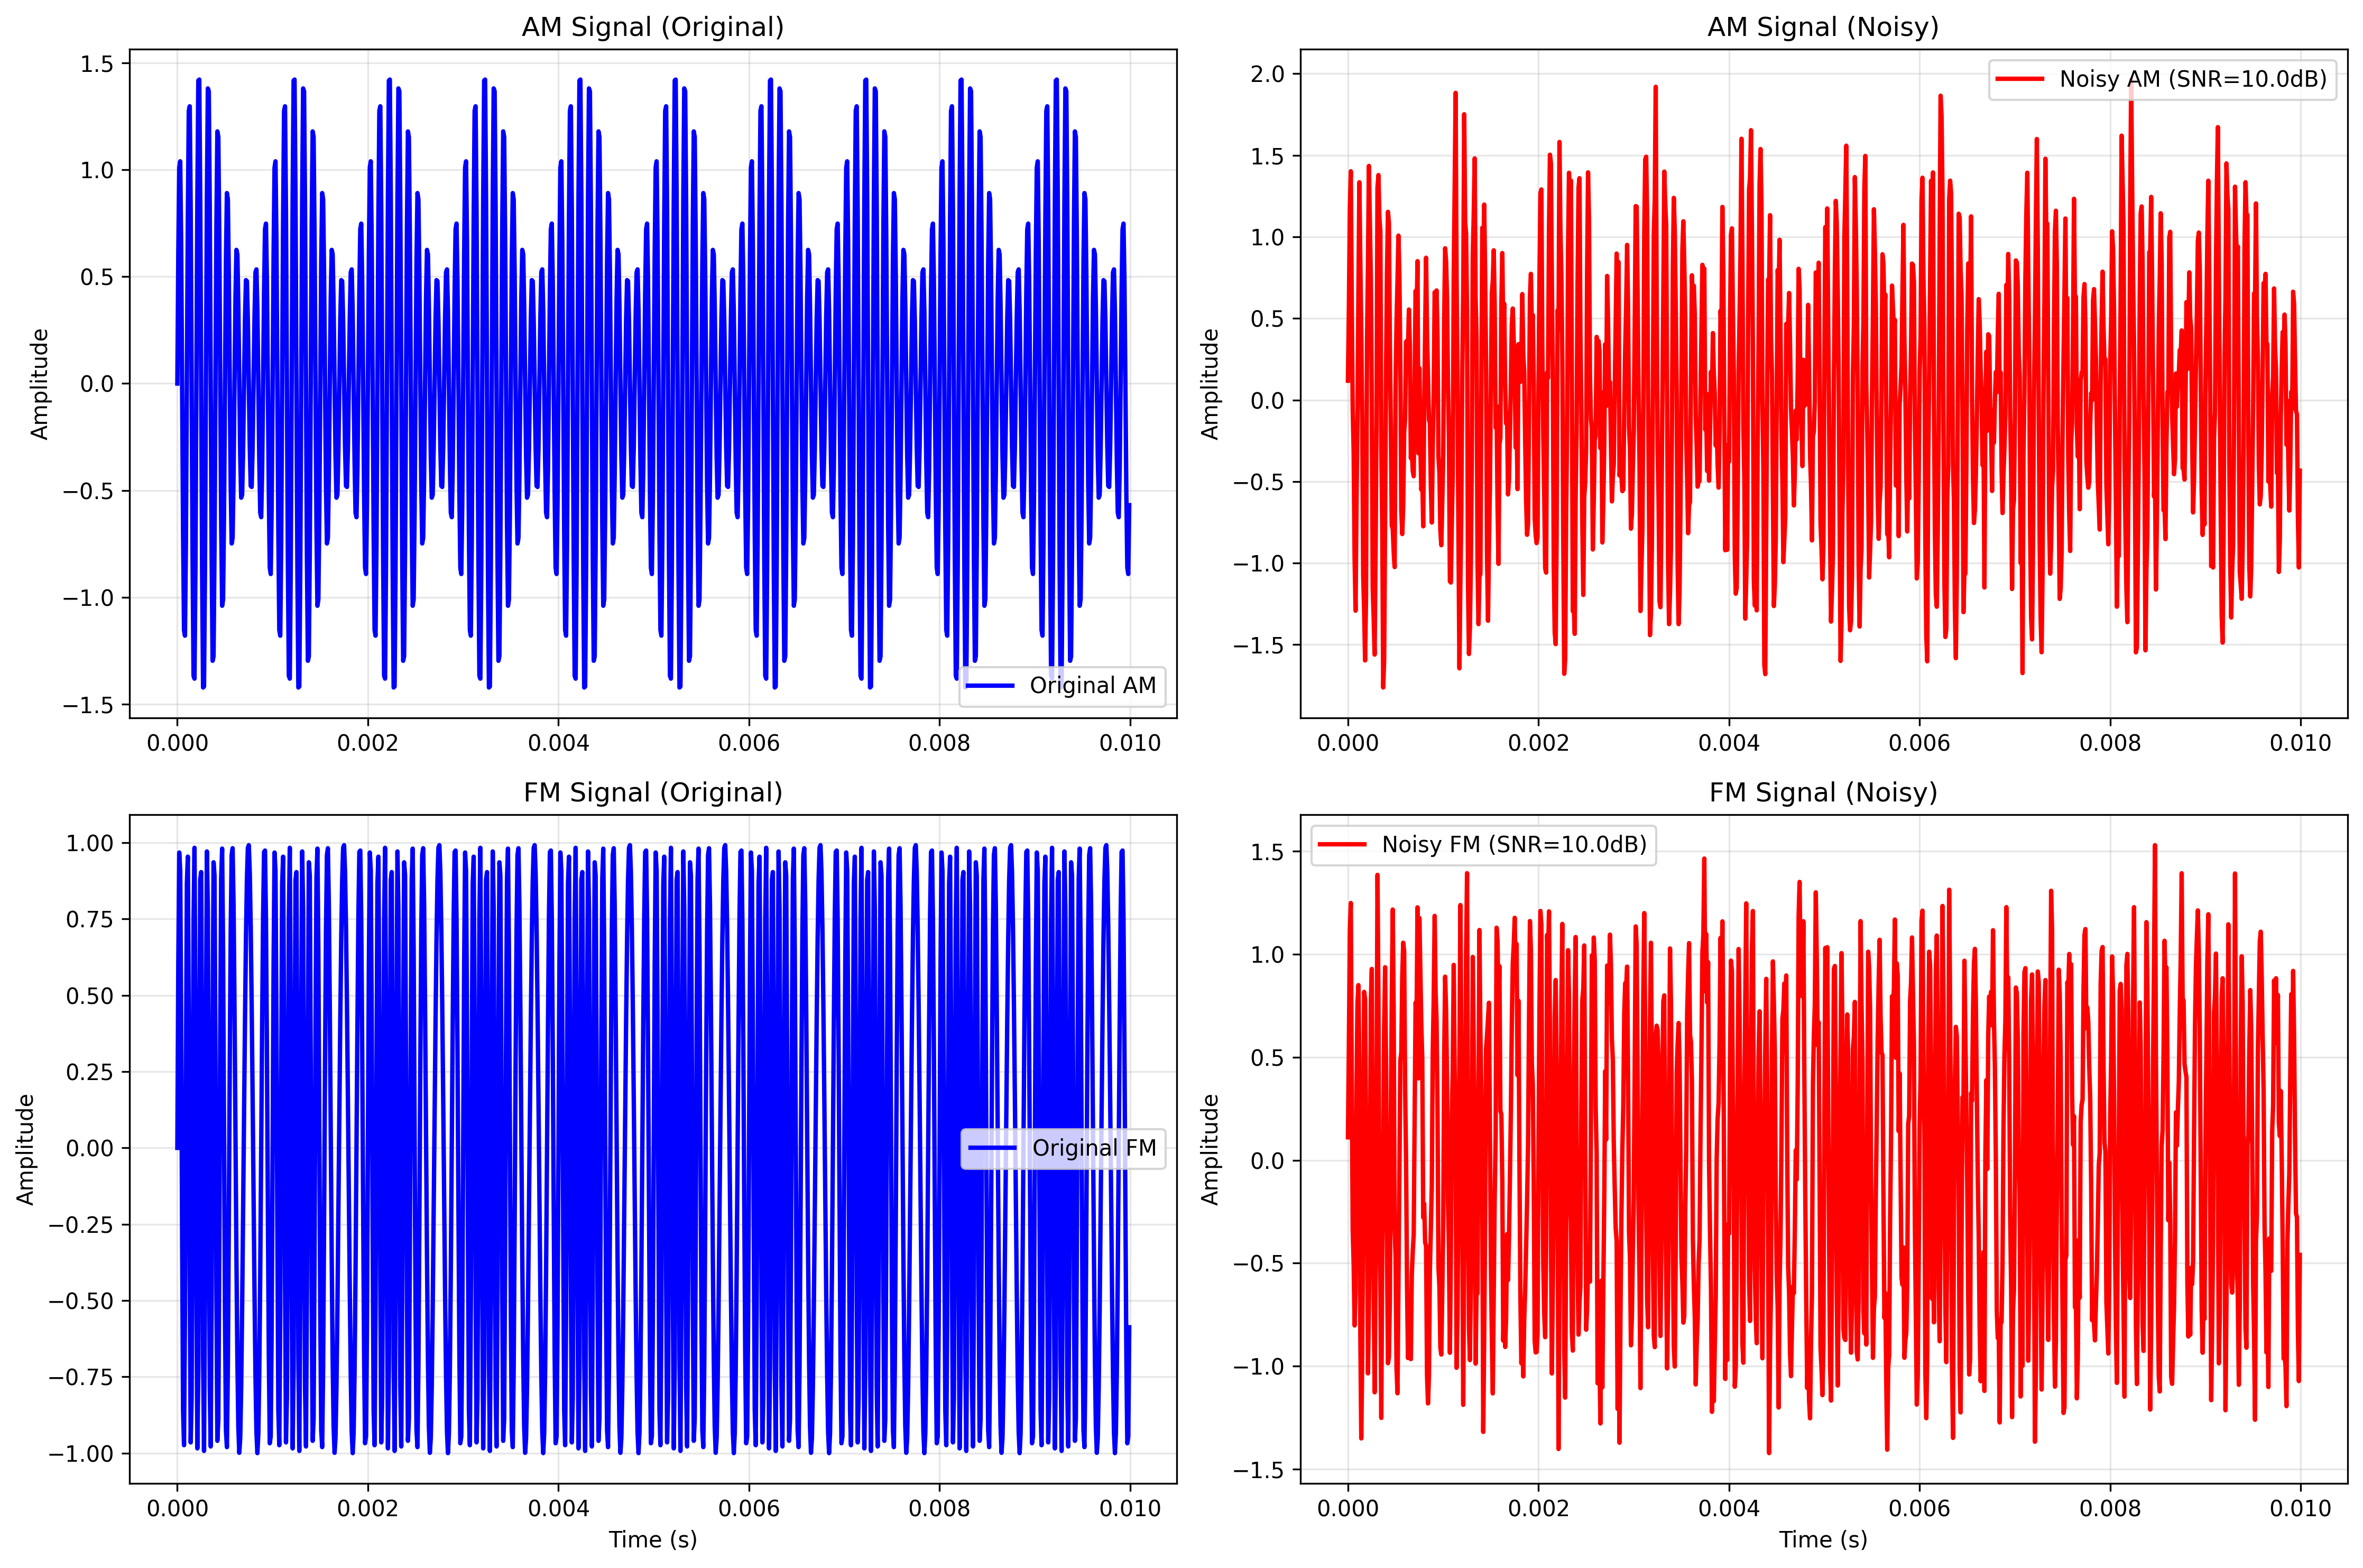 AM Signal (Original)
1.5
1.0
0.5
0.0
−0.5
−1.0
−1.5
Amplitude
Original AM
0.000 0.002 0.004 0.006 0.008 0.010
AM Signal (Noisy)
Noisy AM (SNR=10.0dB)
2.0
1.5
1.0
0.5
0.0
−0.5
−1.0
−1.5
Amplitude
0.000 0.002 0.004 0.006 0.008 0.010
FM Signal (Original)
1.00
0.75
0.50
0.25
0.00
−0.25
−0.50
−0.75
−1.00
Amplitude
Original FM
0.000 0.002 0.004 0.006 0.008 0.010
Time (s)
FM Signal (Noisy)
Noisy FM (SNR=10.0dB)
1.5
1.0
0.5
0.0
−0.5
−1.0
−1.5
Amplitude
0.000 0.002 0.004 0.006 0.008 0.010
Time (s)